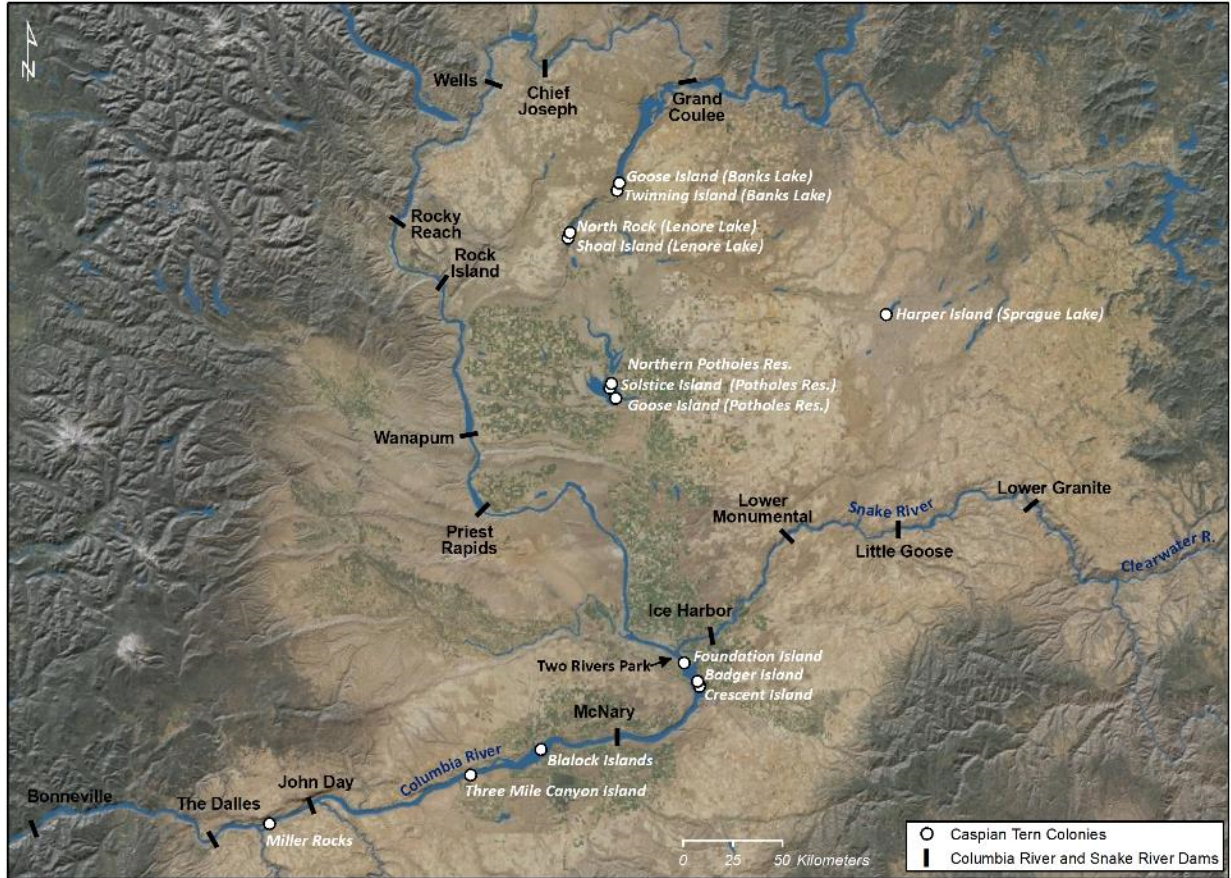 N
Wells
Chief
Joseph
Grand
Coulee
Goose Island (Banks Lake)
Twinning Island (Banks Lake)
Rocky
Reach
North Rock (Lenore Lake)
Shoal Island (Lenore Lake)
Rock
Island
Harper Island (Sprague Lake)
Northern Potholes Res.
Solstice Island (Potholes Res.)
Goose Island (Potholes Res.)
Wanapum
Priest
Rapids
Lower
Monumental
Snake River
Little Goose
Lower Granite
Clearwater R.
Ice Harbor
Two Rivers Park
Foundation Island
Badger Island
Crescent Island
McNary
Columbia River
Blalock Islands
Three Mile Canyon Island
John Day
The Dalles
Bonneville
Miller Rocks
0 25 50 Kilometers
Caspian Tern Colonies
Columbia River and Snake River Dams